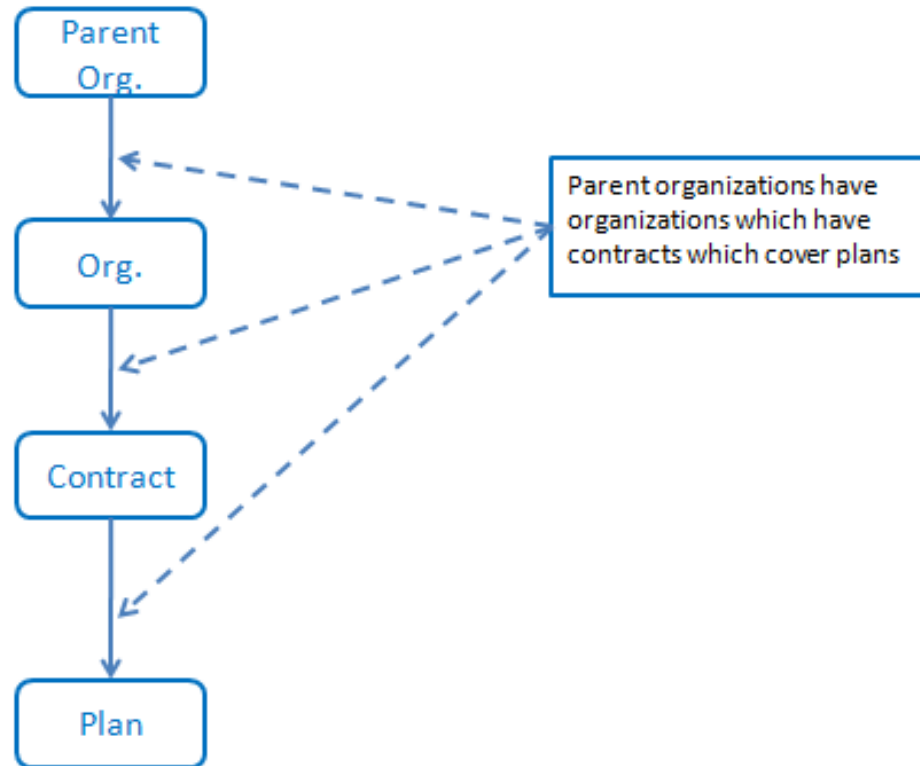 Parent
Org.
Parent organizations have
organizations which have
contracts which cover plans
Org.
Contract
Plan